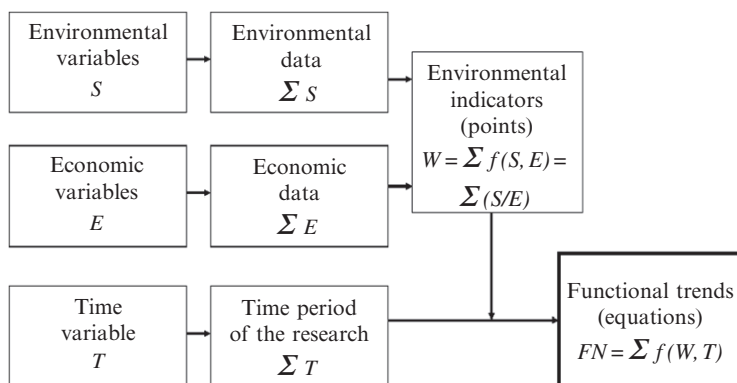 Environmental
variables
S
Environmental
data
Σ S
Environmental
indicators
(points)
W = Σ f(S, E) =
Σ (S/E)
Economic
variables
E
Economic
data
Σ E
Time
variable
T
Time period
of the research
Σ T
Functional trends
(equations)
FN = Σ f(W, T)